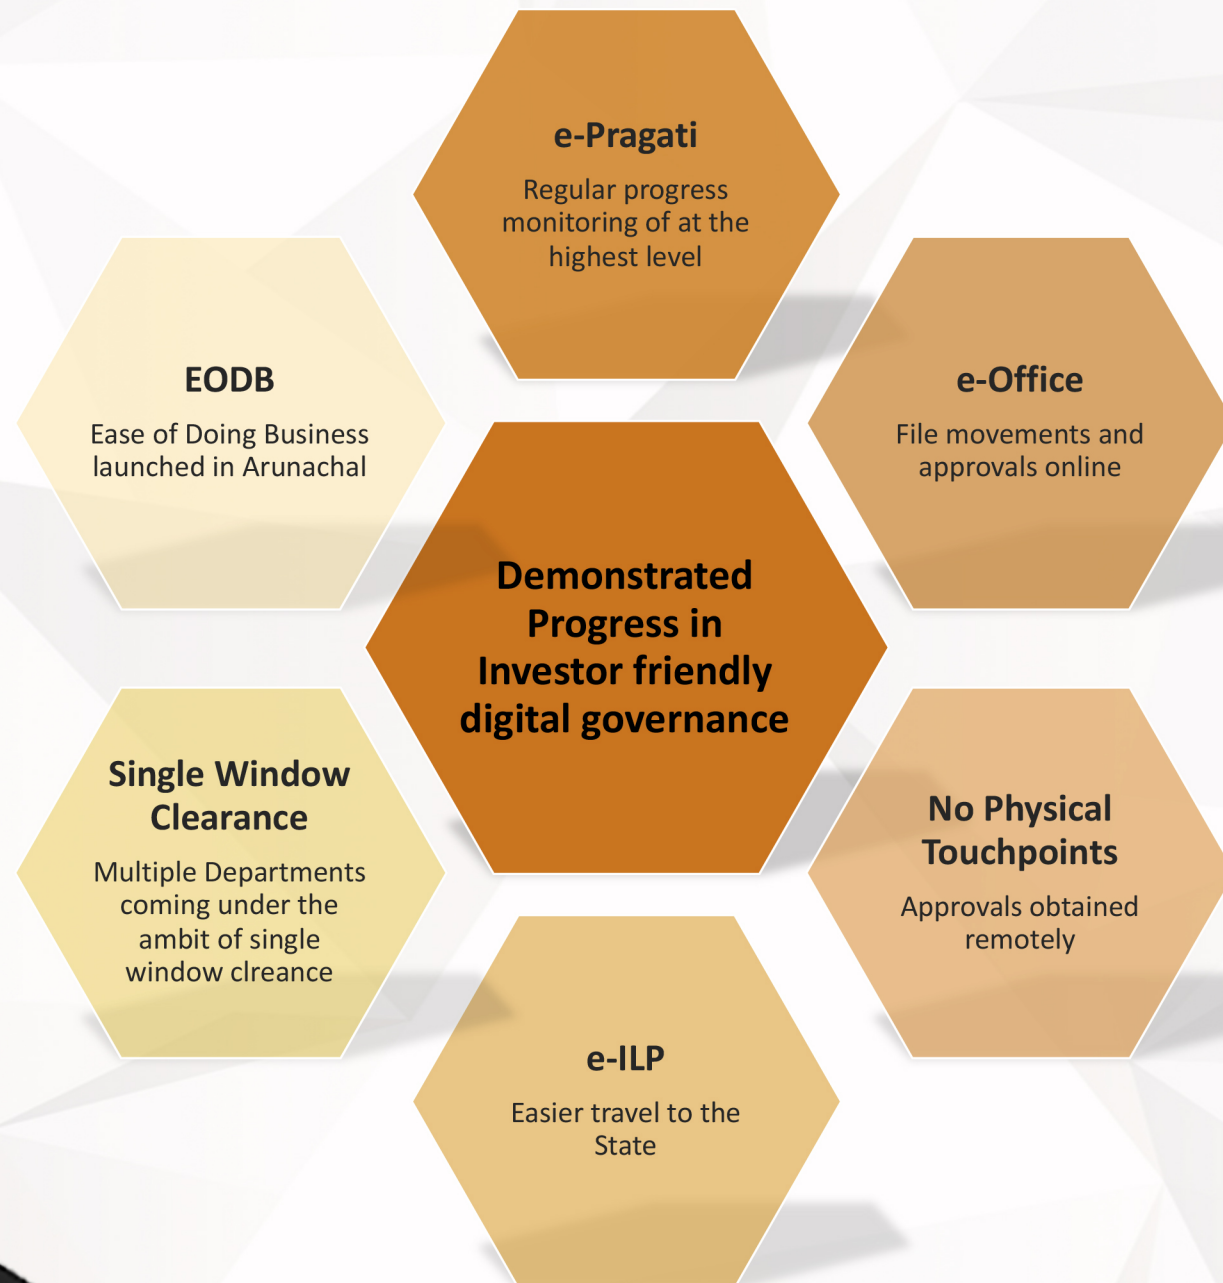 e-Pragati
Regular progress
monitoring of at the
highest level
EODB
Ease of Doing Business
launched in Arunachal
e-Office
File movements and
approvals online
Demonstrated
Progress in
Investor friendly
digital governance
Single Window
Clearance
Multiple Departments
coming under the
ambit of single
window clreance
No Physical
Touchpoints
Approvals obtained
remotely
e-ILP
Easier travel to the
State